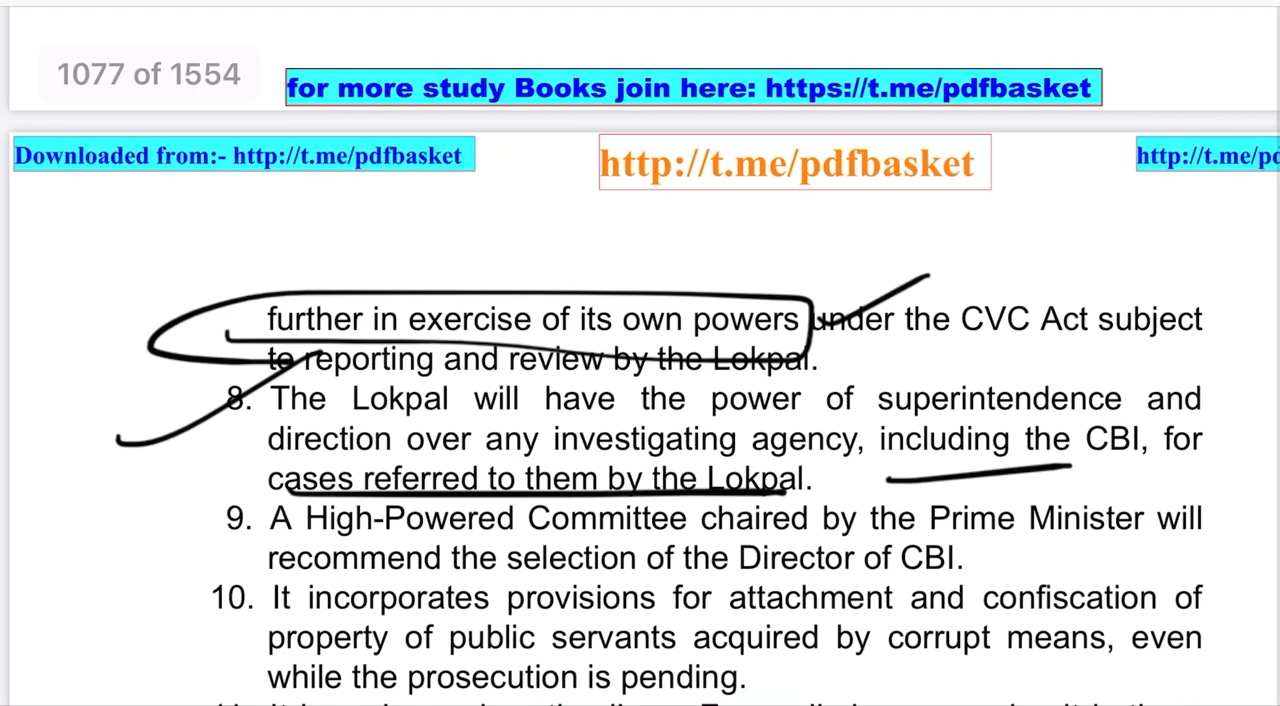 1077 of 1554
for more study Books join here: https://t.me/pdfbasket
Downloaded from:- http://t.me/pdfbasket
http://t.me/pdfbasket
http://t.me/pd
further in exercise of its own powers under the CVC Act subject
to reporting and review by the Lokpal.
8. The Lokpal will have the power of superintendence and
direction over any investigating agency, including the CBI, for
cases referred to them by the Lokpal.
9. A High-Powered Committee chaired by the Prime Minister will
recommend the selection of the Director of CBI.
10. It incorporates provisions for attachment and confiscation of
property of public servants acquired by corrupt means, even
while the prosecution is pending.